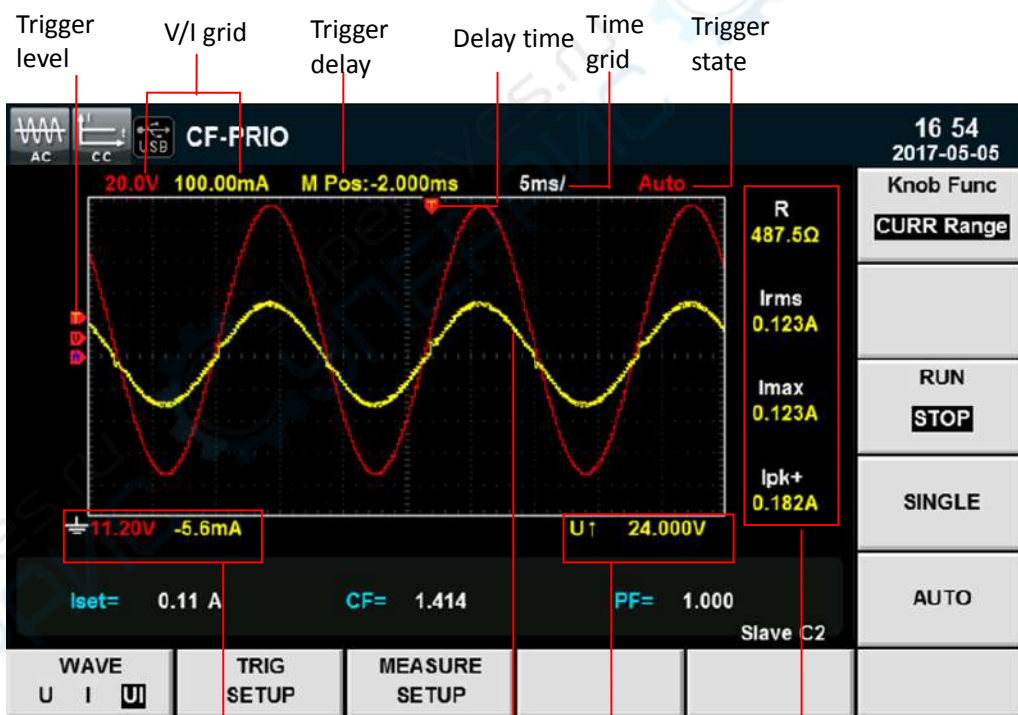 Trigger level
V/I grid
Trigger delay
Delay time
Time grid
Trigger state
AC
CC
USB
CF-PRIO
16 54
2017-05-05
20.0V 100.00mA M Pos:-2.000ms 5ms/ Auto
T
T
U
R
487.5Ω
Irms
0.123A
Imax
0.123A
Ipk+
0.182A
11.20V -5.6mA
U↑ 24.000V
Iset= 0.11 A CF= 1.414 PF= 1.000
Slave C2
Knob Func
CURR Range
RUN
STOP
SINGLE
AUTO
WAVE
U I UI
TRIG
SETUP
MEASURE
SETUP